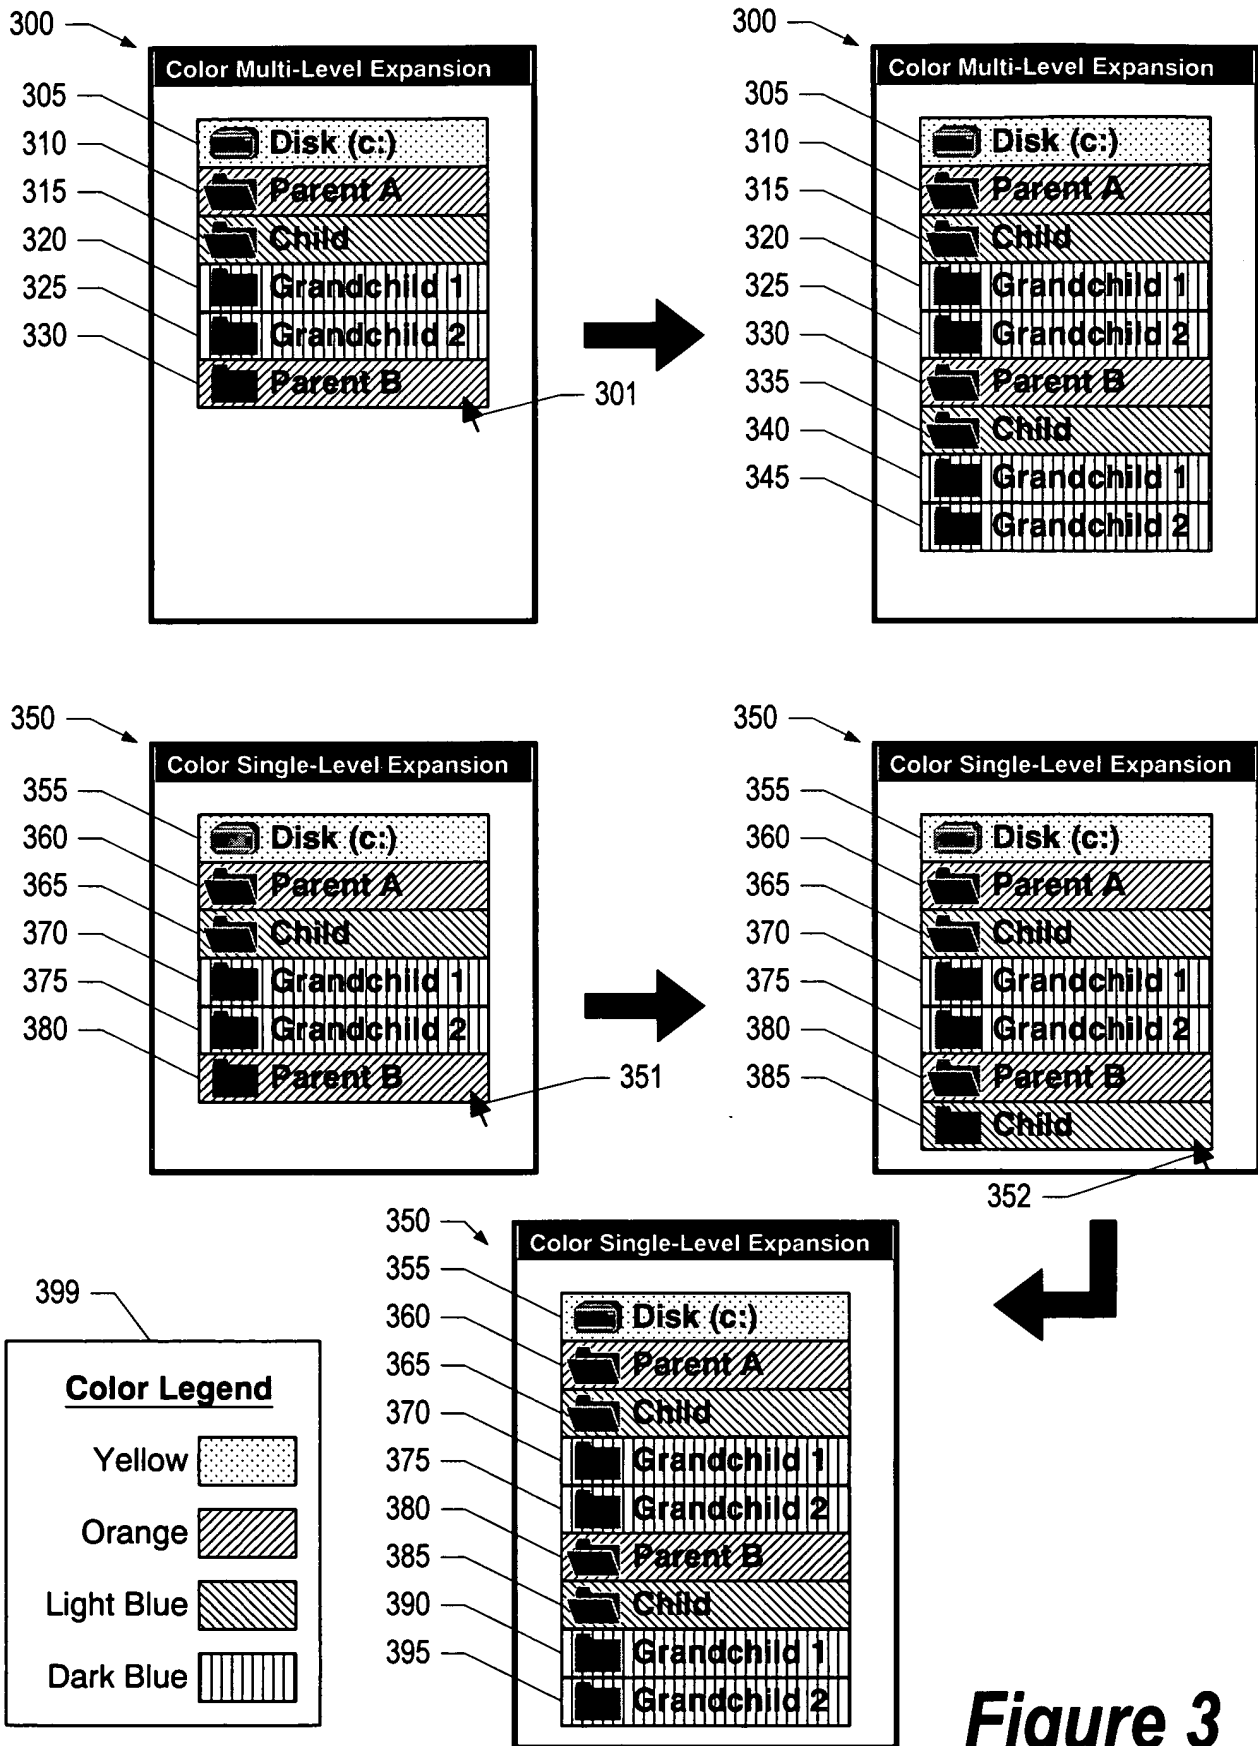 300
Color Multi-Level Expansion
305
Disk (c:)
310
Parent A
315
Child
320
Grandchild 1
325
Grandchild 2
330
Parent B
301
300
Color Multi-Level Expansion
305
Disk (c:)
310
Parent A
315
Child
320
Grandchild 1
325
Grandchild 2
330
Parent B
335
Child
340
Grandchild 1
345
Grandchild 2
350
Color Single-Level Expansion
355
Disk (c:)
360
Parent A
365
Child
370
Grandchild 1
375
Grandchild 2
380
Parent B
351
350
Color Single-Level Expansion
355
Disk (c:)
360
Parent A
365
Child
370
Grandchild 1
375
Grandchild 2
380
Parent B
385
Child
352
350
Color Single-Level Expansion
355
Disk (c:)
360
Parent A
365
Child
370
Grandchild 1
375
Grandchild 2
380
Parent B
385
Child
390
Grandchild 1
395
Grandchild 2
399
Color Legend
Yellow
Orange
Light Blue
Dark Blue
Figure 3